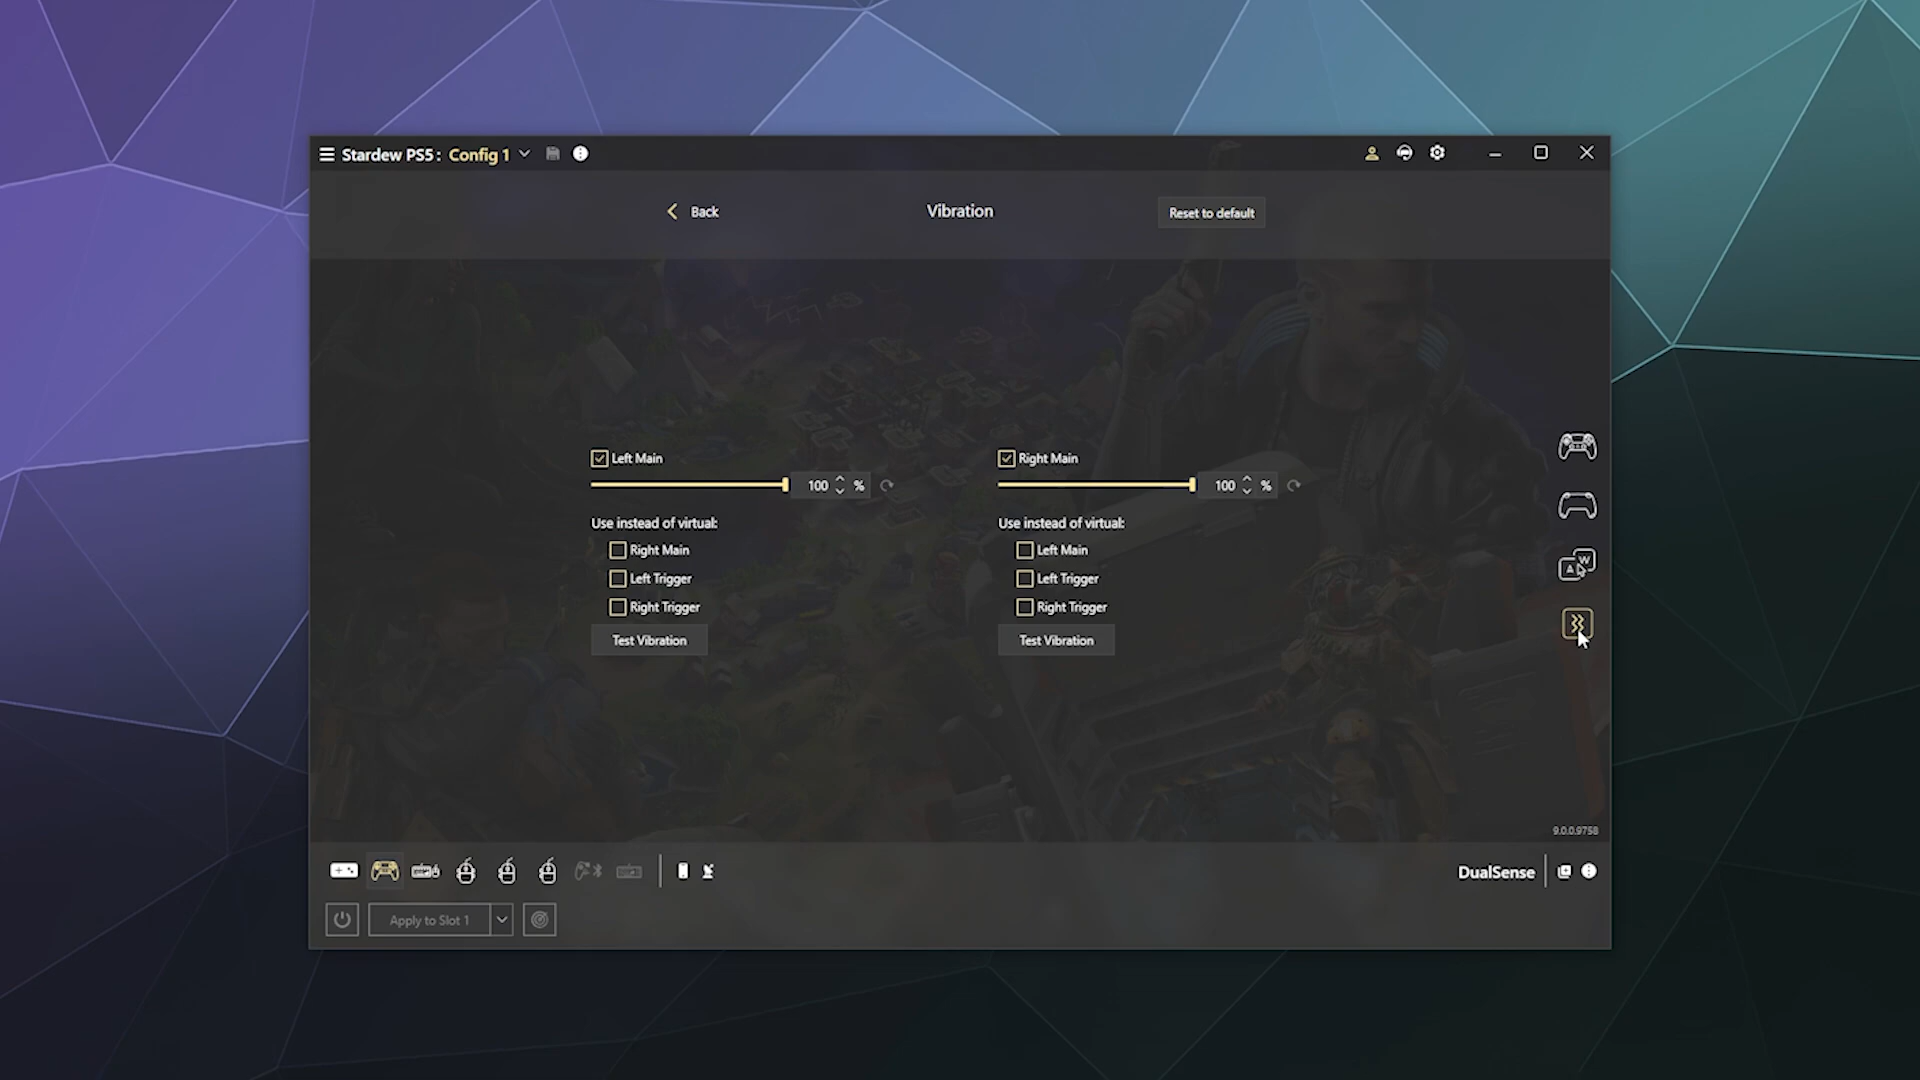 Stardew PS5: Config 1
Back
Vibration
Reset to default
Left Main
100 %
Use instead of virtual:
Right Main
Left Trigger
Right Trigger
Test Vibration
Right Main
100 %
Use instead of virtual:
Left Main
Left Trigger
Right Trigger
Test Vibration
A W
9.0.0.9758
DualSense
Apply to Slot 1